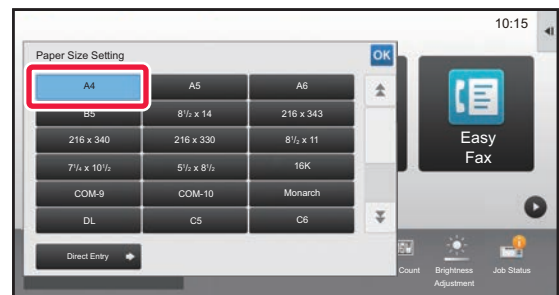 10:15
Paper Size Setting
OK
A4 A5 A6
B5 8½ x 14 216 x 343
216 x 340 216 x 330 8½ x 11
7¼ x 10½ 5½ x 8½ 16K
COM-9 COM-10 Monarch
DL C5 C6
Direct Entry
Easy
Fax
Count Brightness Job Status
Adjustment